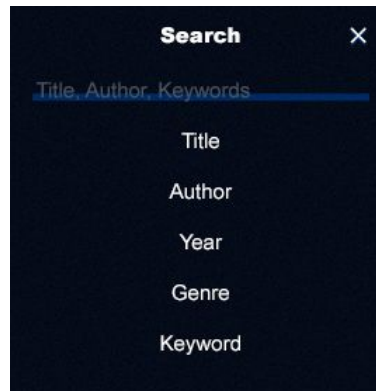 Search ×
Title, Author, Keywords
Title
Author
Year
Genre
Keyword